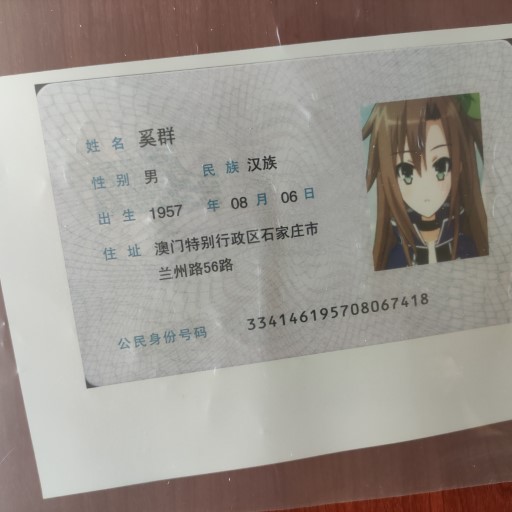 姓名 奚群
性别 男 民族 汉族
出生 1957 年 08 月 06 日
住址 澳门特别行政区石家庄市
兰州路56路
公民身份号码 334146195708067418